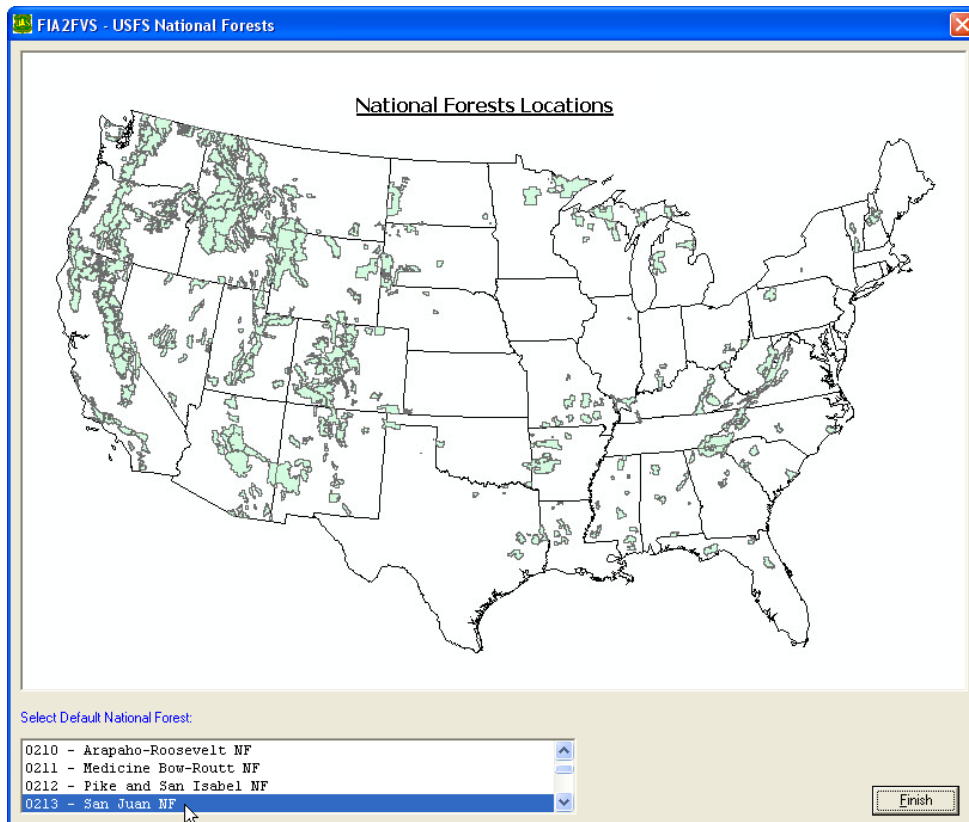 FIA2FVS - USFS National Forests
National Forests Locations
Select Default National Forest:
0210 - Arapaho-Roosevelt NF
0211 - Medicine Bow-Routt NF
0212 - Pike and San Isabel NF
0213 - San Juan NF
Finish